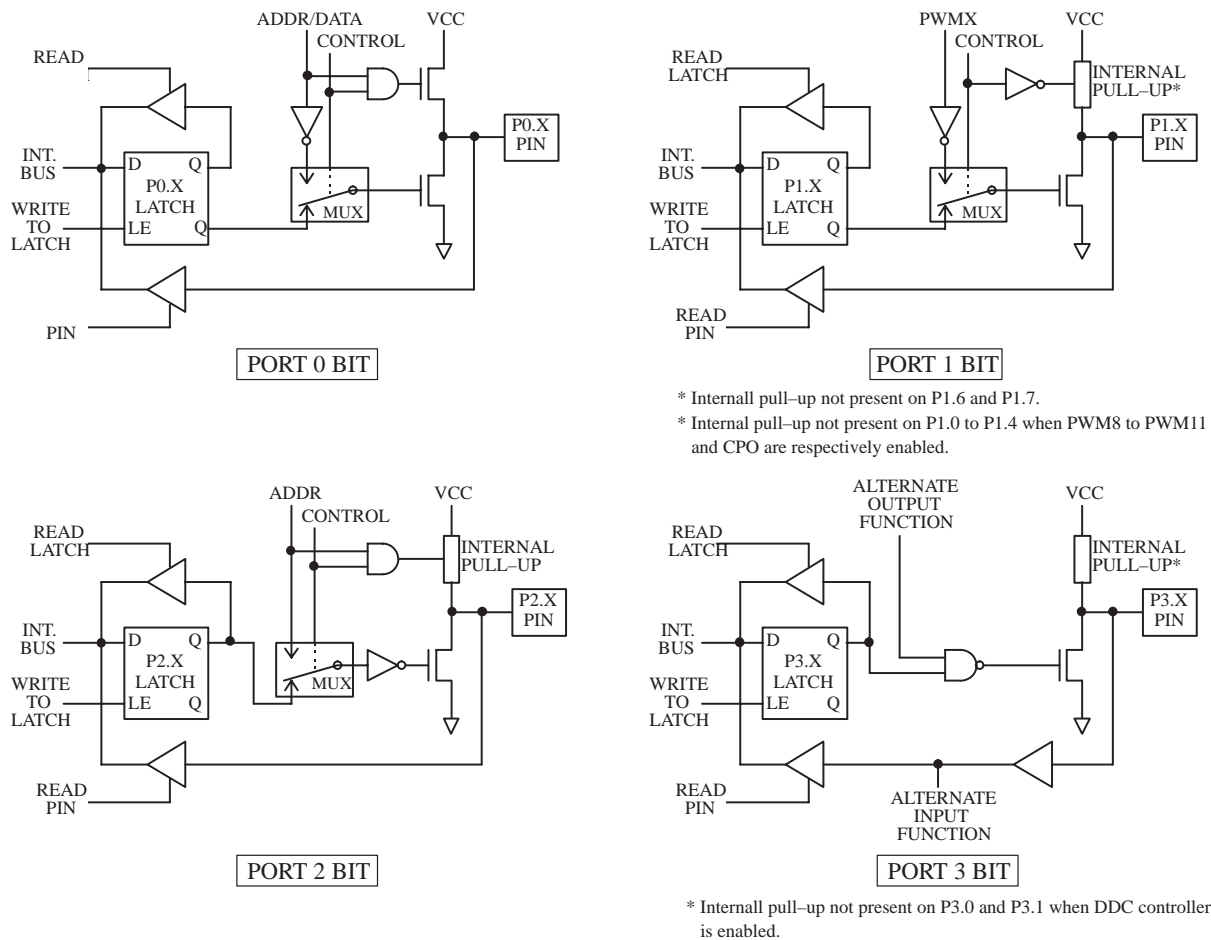 ADDR/DATA
VCC
CONTROL
READ
P0.X
PIN
INT.
BUS
D
Q
P0.X
LATCH
WRITE
TO
LATCH
LE
Q
MUX
PIN
PORT 0 BIT
PWMX
VCC
CONTROL
READ
LATCH
INTERNAL
PULL–UP*
P1.X
PIN
INT.
BUS
D
Q
P1.X
LATCH
WRITE
TO
LATCH
LE
Q
MUX
READ
PIN
PORT 1 BIT
* Internall pull–up not present on P1.6 and P1.7.
* Internal pull–up not present on P1.0 to P1.4 when PWM8 to PWM11
and CPO are respectively enabled.
ADDR
VCC
CONTROL
READ
LATCH
INTERNAL
PULL–UP
P2.X
PIN
INT.
BUS
D
Q
P2.X
LATCH
WRITE
TO
LATCH
LE
Q
MUX
READ
PIN
PORT 2 BIT
ALTERNATE
OUTPUT
FUNCTION
VCC
READ
LATCH
INTERNAL
PULL–UP*
P3.X
PIN
INT.
BUS
D
Q
P3.X
LATCH
WRITE
TO
LATCH
LE
Q
READ
PIN
ALTERNATE
INPUT
FUNCTION
PORT 3 BIT
* Internall pull–up not present on P3.0 and P3.1 when DDC controller
is enabled.